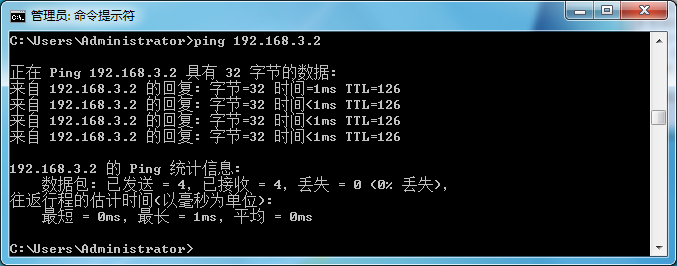 管理员: 命令提示符
C:\Users\Administrator>ping 192.168.3.2
正在 Ping 192.168.3.2 具有 32 字节的数据:
来自 192.168.3.2 的回复: 字节=32 时间=1ms TTL=126
来自 192.168.3.2 的回复: 字节=32 时间<1ms TTL=126
来自 192.168.3.2 的回复: 字节=32 时间<1ms TTL=126
来自 192.168.3.2 的回复: 字节=32 时间<1ms TTL=126
192.168.3.2 的 Ping 统计信息:
数据包: 已发送 = 4, 已接收 = 4, 丢失 = 0 (0% 丢失),
往返行程的估计时间(以毫秒为单位):
最短 = 0ms, 最长 = 1ms, 平均 = 0ms
C:\Users\Administrator>